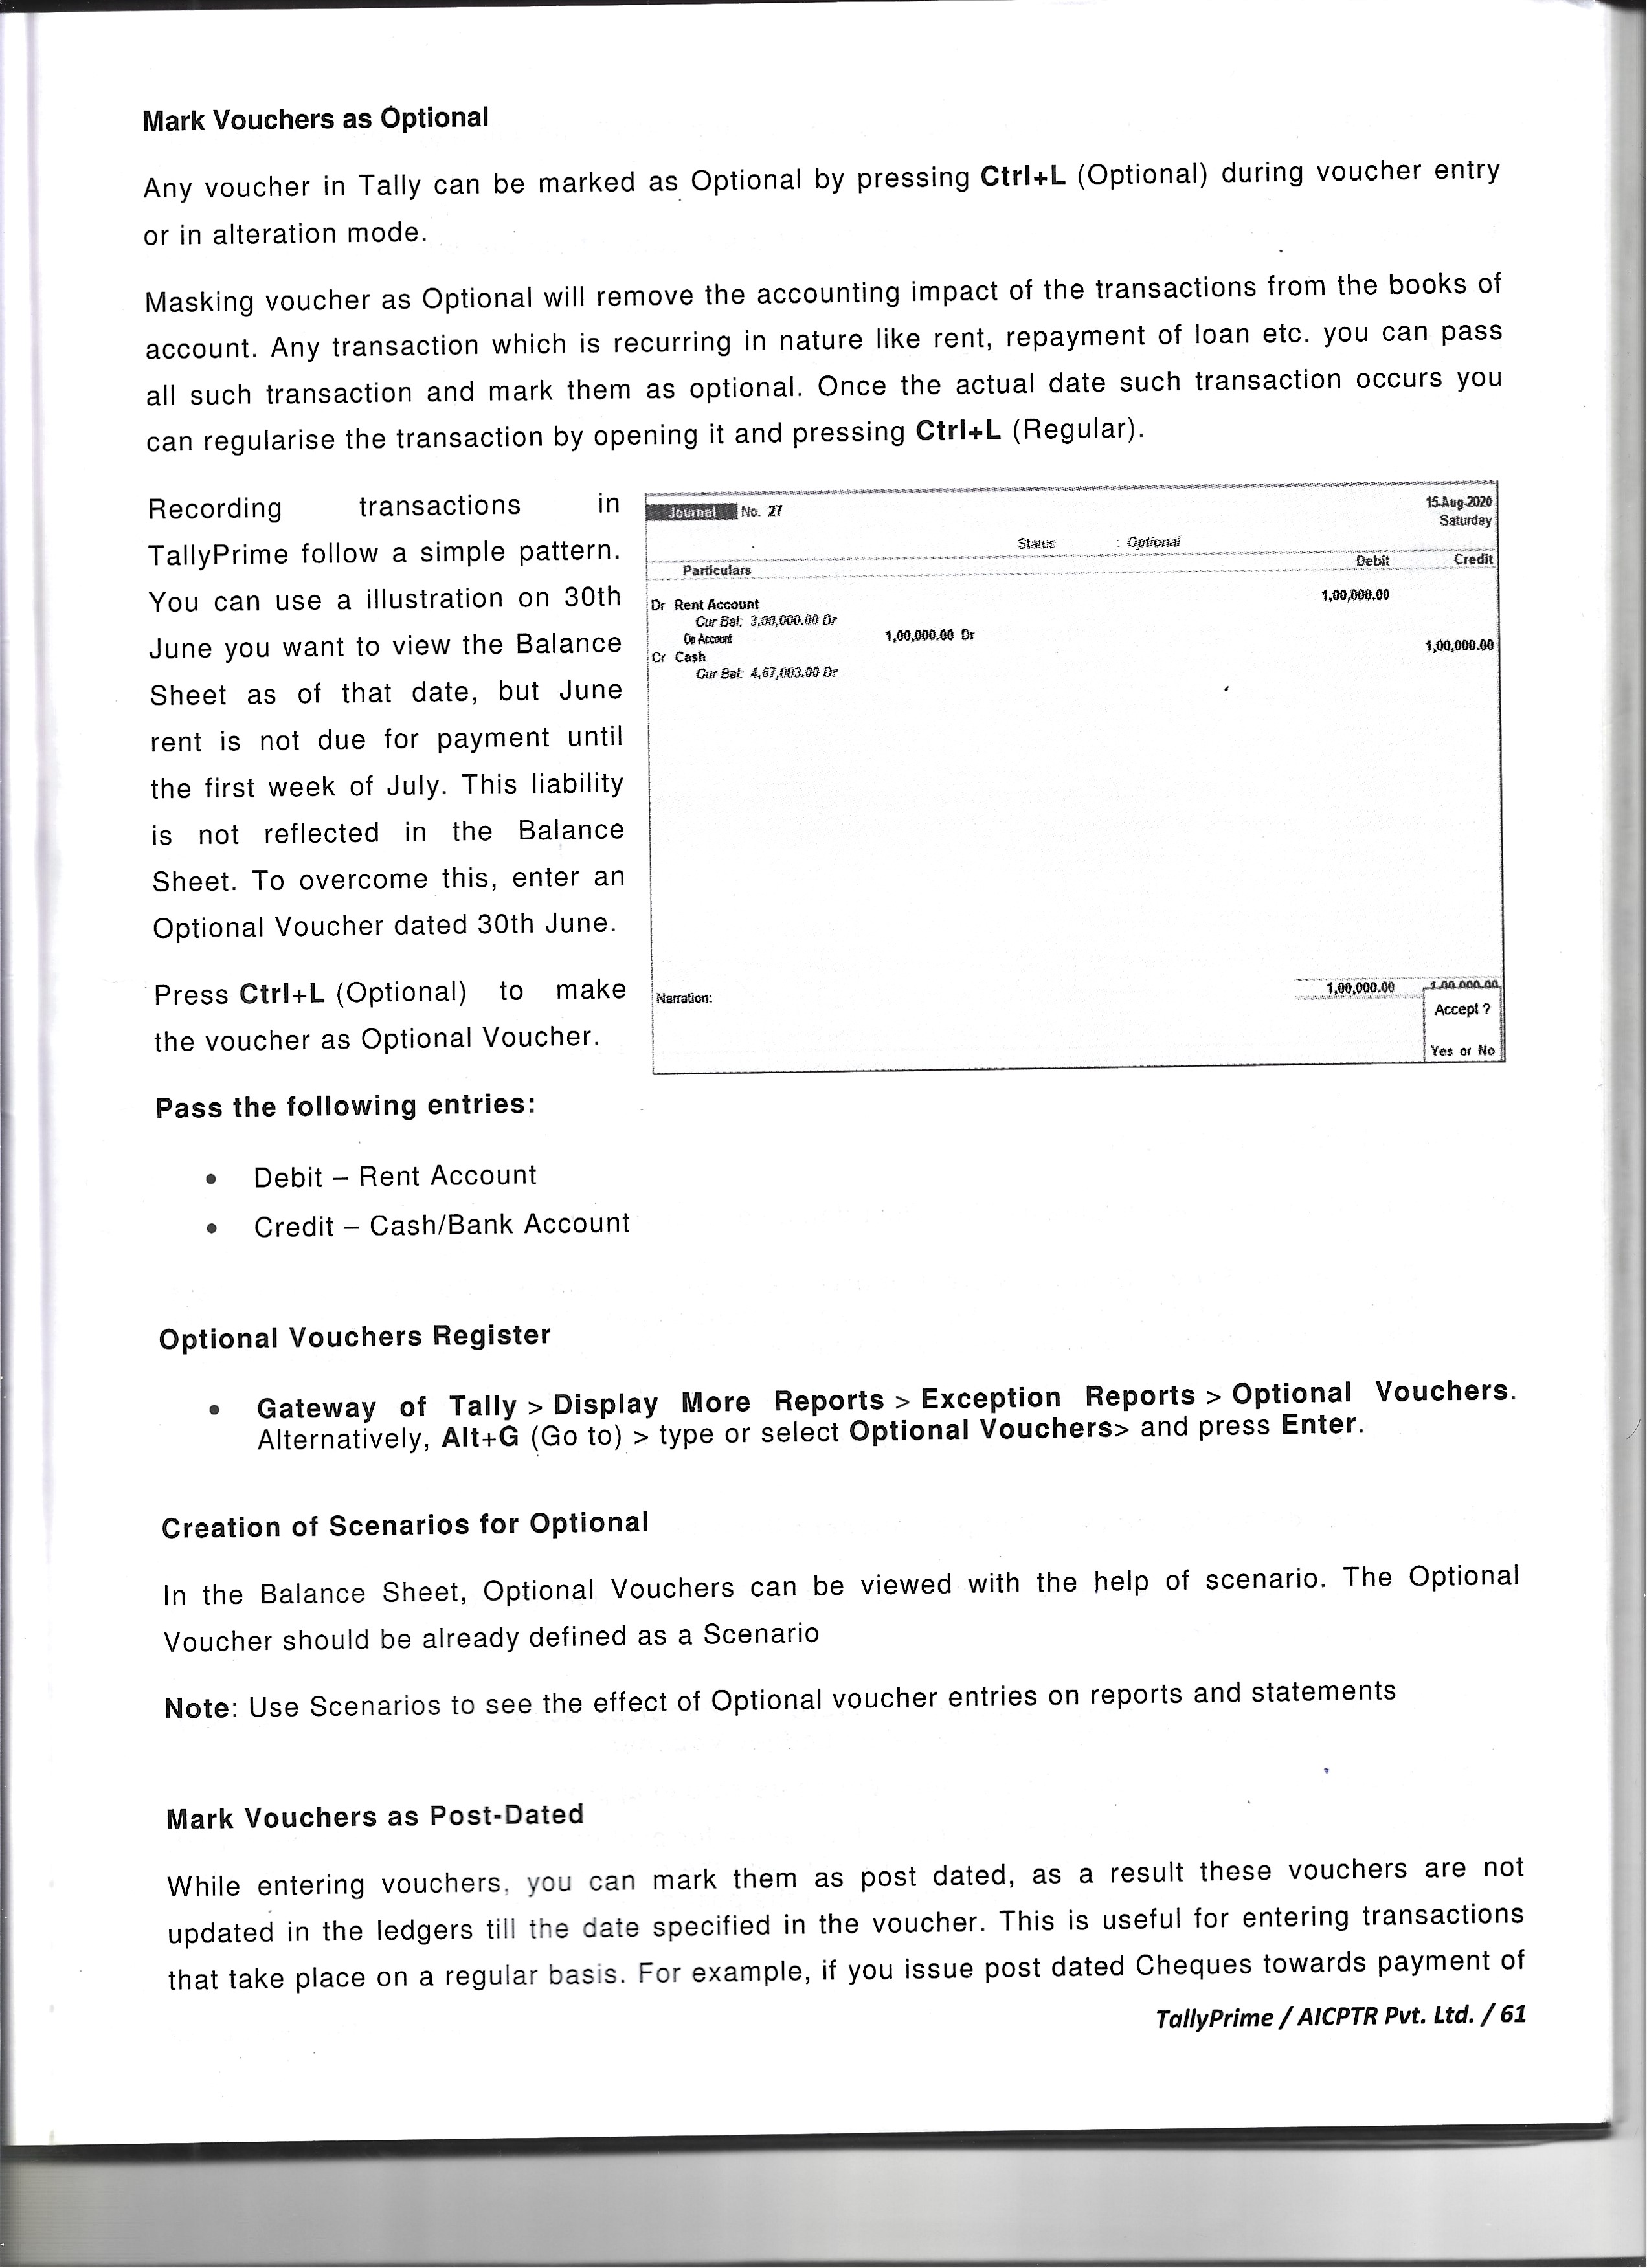 Mark Vouchers as Optional
Any voucher in Tally can be marked as Optional by pressing Ctrl+L (Optional) during voucher entry
or in alteration mode.
Masking voucher as Optional will remove the accounting impact of the transactions from the books of
account. Any transaction which is recurring in nature like rent, repayment of loan etc. you can pass
all such transaction and mark them as optional. Once the actual date such transaction occurs you
can regularise the transaction by opening it and pressing Ctrl+L (Regular).
Recording transactions in
TallyPrime follow a simple pattern.
You can use a illustration on 30th
June you want to view the Balance
Sheet as of that date, but June
rent is not due for payment until
the first week of July. This liability
is not reflected in the Balance
Sheet. To overcome this, enter an
Optional Voucher dated 30th June.
Press Ctrl+L (Optional) to make
the voucher as Optional Voucher.
Journal No. 27 15-Aug-2020
Saturday
Status : Optional
Particulars Debit Credit
Dr Rent Account 1,00,000.00
Cur Bal: 3,00,000.00 Dr
On Account 1,00,000.00 Dr
Cr Cash 1,00,000.00
Cur Bal: 4,67,003.00 Dr
Narration: 1,00,000.00 1,00,000.00
Accept ?
Yes or No
Pass the following entries:
• Debit – Rent Account
• Credit – Cash/Bank Account
Optional Vouchers Register
• Gateway of Tally > Display More Reports > Exception Reports > Optional Vouchers.
Alternatively, Alt+G (Go to) > type or select Optional Vouchers> and press Enter.
Creation of Scenarios for Optional
In the Balance Sheet, Optional Vouchers can be viewed with the help of scenario. The Optional
Voucher should be already defined as a Scenario
Note: Use Scenarios to see the effect of Optional voucher entries on reports and statements
Mark Vouchers as Post-Dated
While entering vouchers, you can mark them as post dated, as a result these vouchers are not
updated in the ledgers till the date specified in the voucher. This is useful for entering transactions
that take place on a regular basis. For example, if you issue post dated Cheques towards payment of
TallyPrime / AICPTR Pvt. Ltd. / 61